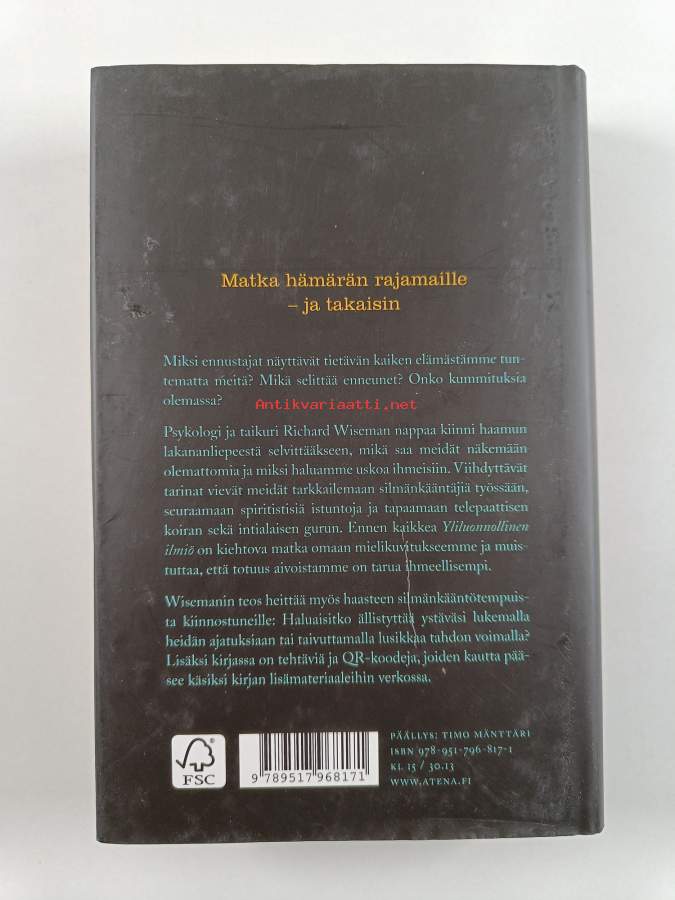 Matka hämärän rajamaille
– ja takaisin
Miksi ennustajat näyttävät tietävän kaiken elämästämme tun-
tematta meitä? Mikä selittää enneunet? Onko kummituksia
olemassa?
Antikvariaatti.net
Psykologi ja taikuri Richard Wiseman nappaa kiinni haamun
lakananliepeestä selvittääkseen, mikä saa meidät näkemään
olemattomia ja miksi haluamme uskoa ihmeisiin. Viihdyttävät
tarinat vievät meidät tarkkailemaan silmänkääntäjiä työssään,
seuraamaan spiritistisiä istuntoja ja tapaamaan telepaattisen
koiran sekä intialaisen gurun. Ennen kaikkea Yliluonnollinen
ilmiö on kiehtova matka omaan mielikuvitukseemme ja muis-
tuttaa, että totuus aivoistamme on tarua ihmeellisempi.
Wisemanin teos heittää myös haasteen silmänkääntötempuis-
ta kiinnostuneille: Haluaisitko ällistyttää ystäväsi lukemalla
heidän ajatuksiaan tai taivuttamalla lusikkaa tahdon voimalla?
Lisäksi kirjassa on tehtäviä ja QR-koodeja, joiden kautta pää-
see käsiksi kirjan lisämateriaaleihin verkossa.
FSC
9 789517 968171
PÄÄLLYS: TIMO MÄNTTÄRI
ISBN 978-951-796-817-1
KL 15 / 30.13
WWW.ATENA.FI